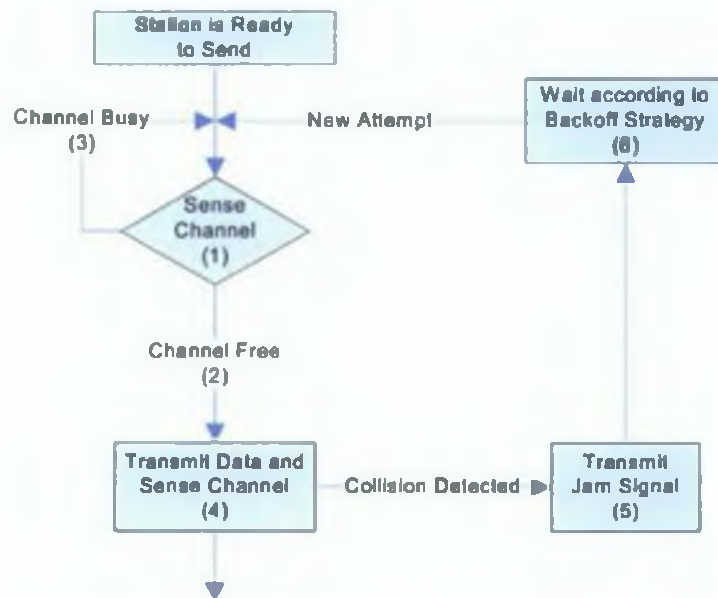 Station is Ready
to Send
Channel Busy
(3)
New Attempt
Wait according to
Backoff Strategy
(6)
Sense
Channel
(1)
Channel Free
(2)
Transmit Data and
Sense Channel
(4)
Collision Detected
Transmit
Jam Signal
(5)